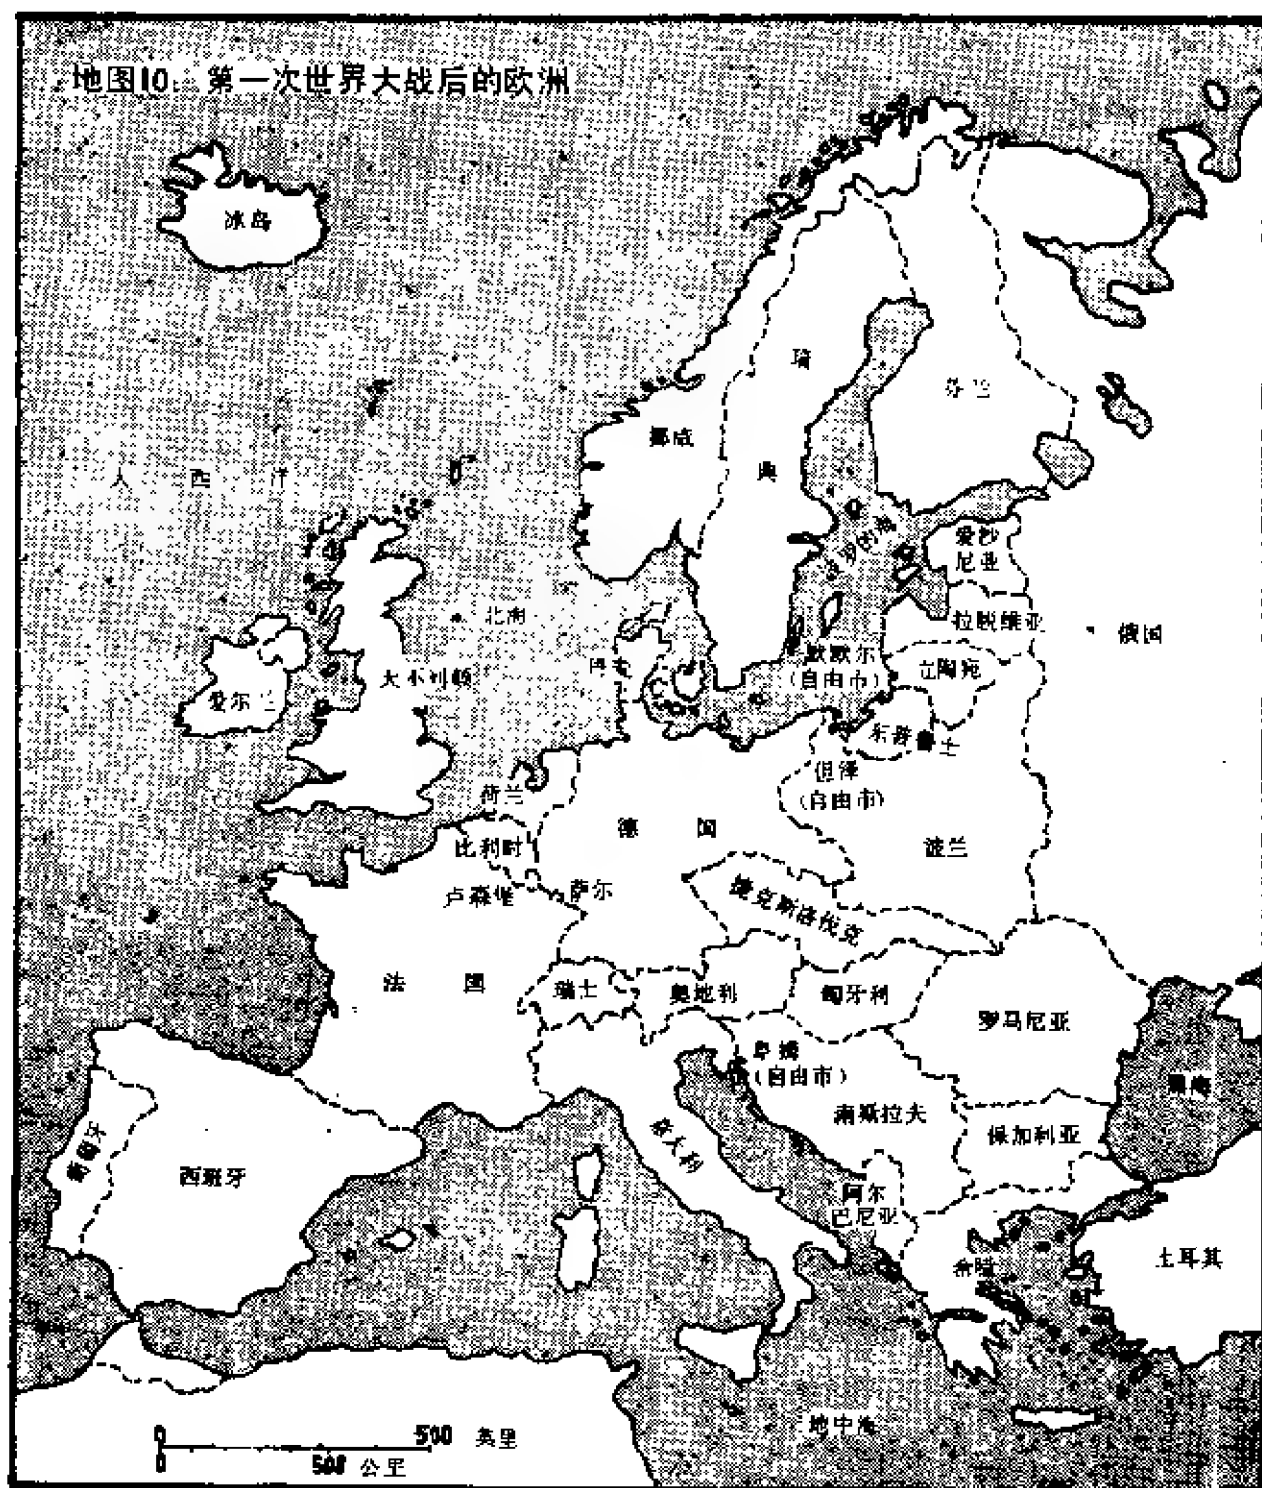 地图10：第一次世界大战后的欧洲
冰岛
瑞
芬兰
挪威
大 西 洋
典
波罗的海
爱沙
尼亚
北海
拉脱维亚
俄国
丹麦
默默尔
(自由市)
立陶宛
大不列颠
爱尔兰
东普鲁士
但泽
(自由市)
荷兰
德 国
比利时
波兰
卢森堡
萨尔
捷克斯洛伐克
法 国
瑞士
奥地利
匈牙利
罗马尼亚
阜姆
(自由市)
黑海
南斯拉夫
保加利亚
葡萄牙
西班牙
意大利
阿尔
巴尼亚
希腊
土耳其
地中海
0 500 英里
0 500 公里